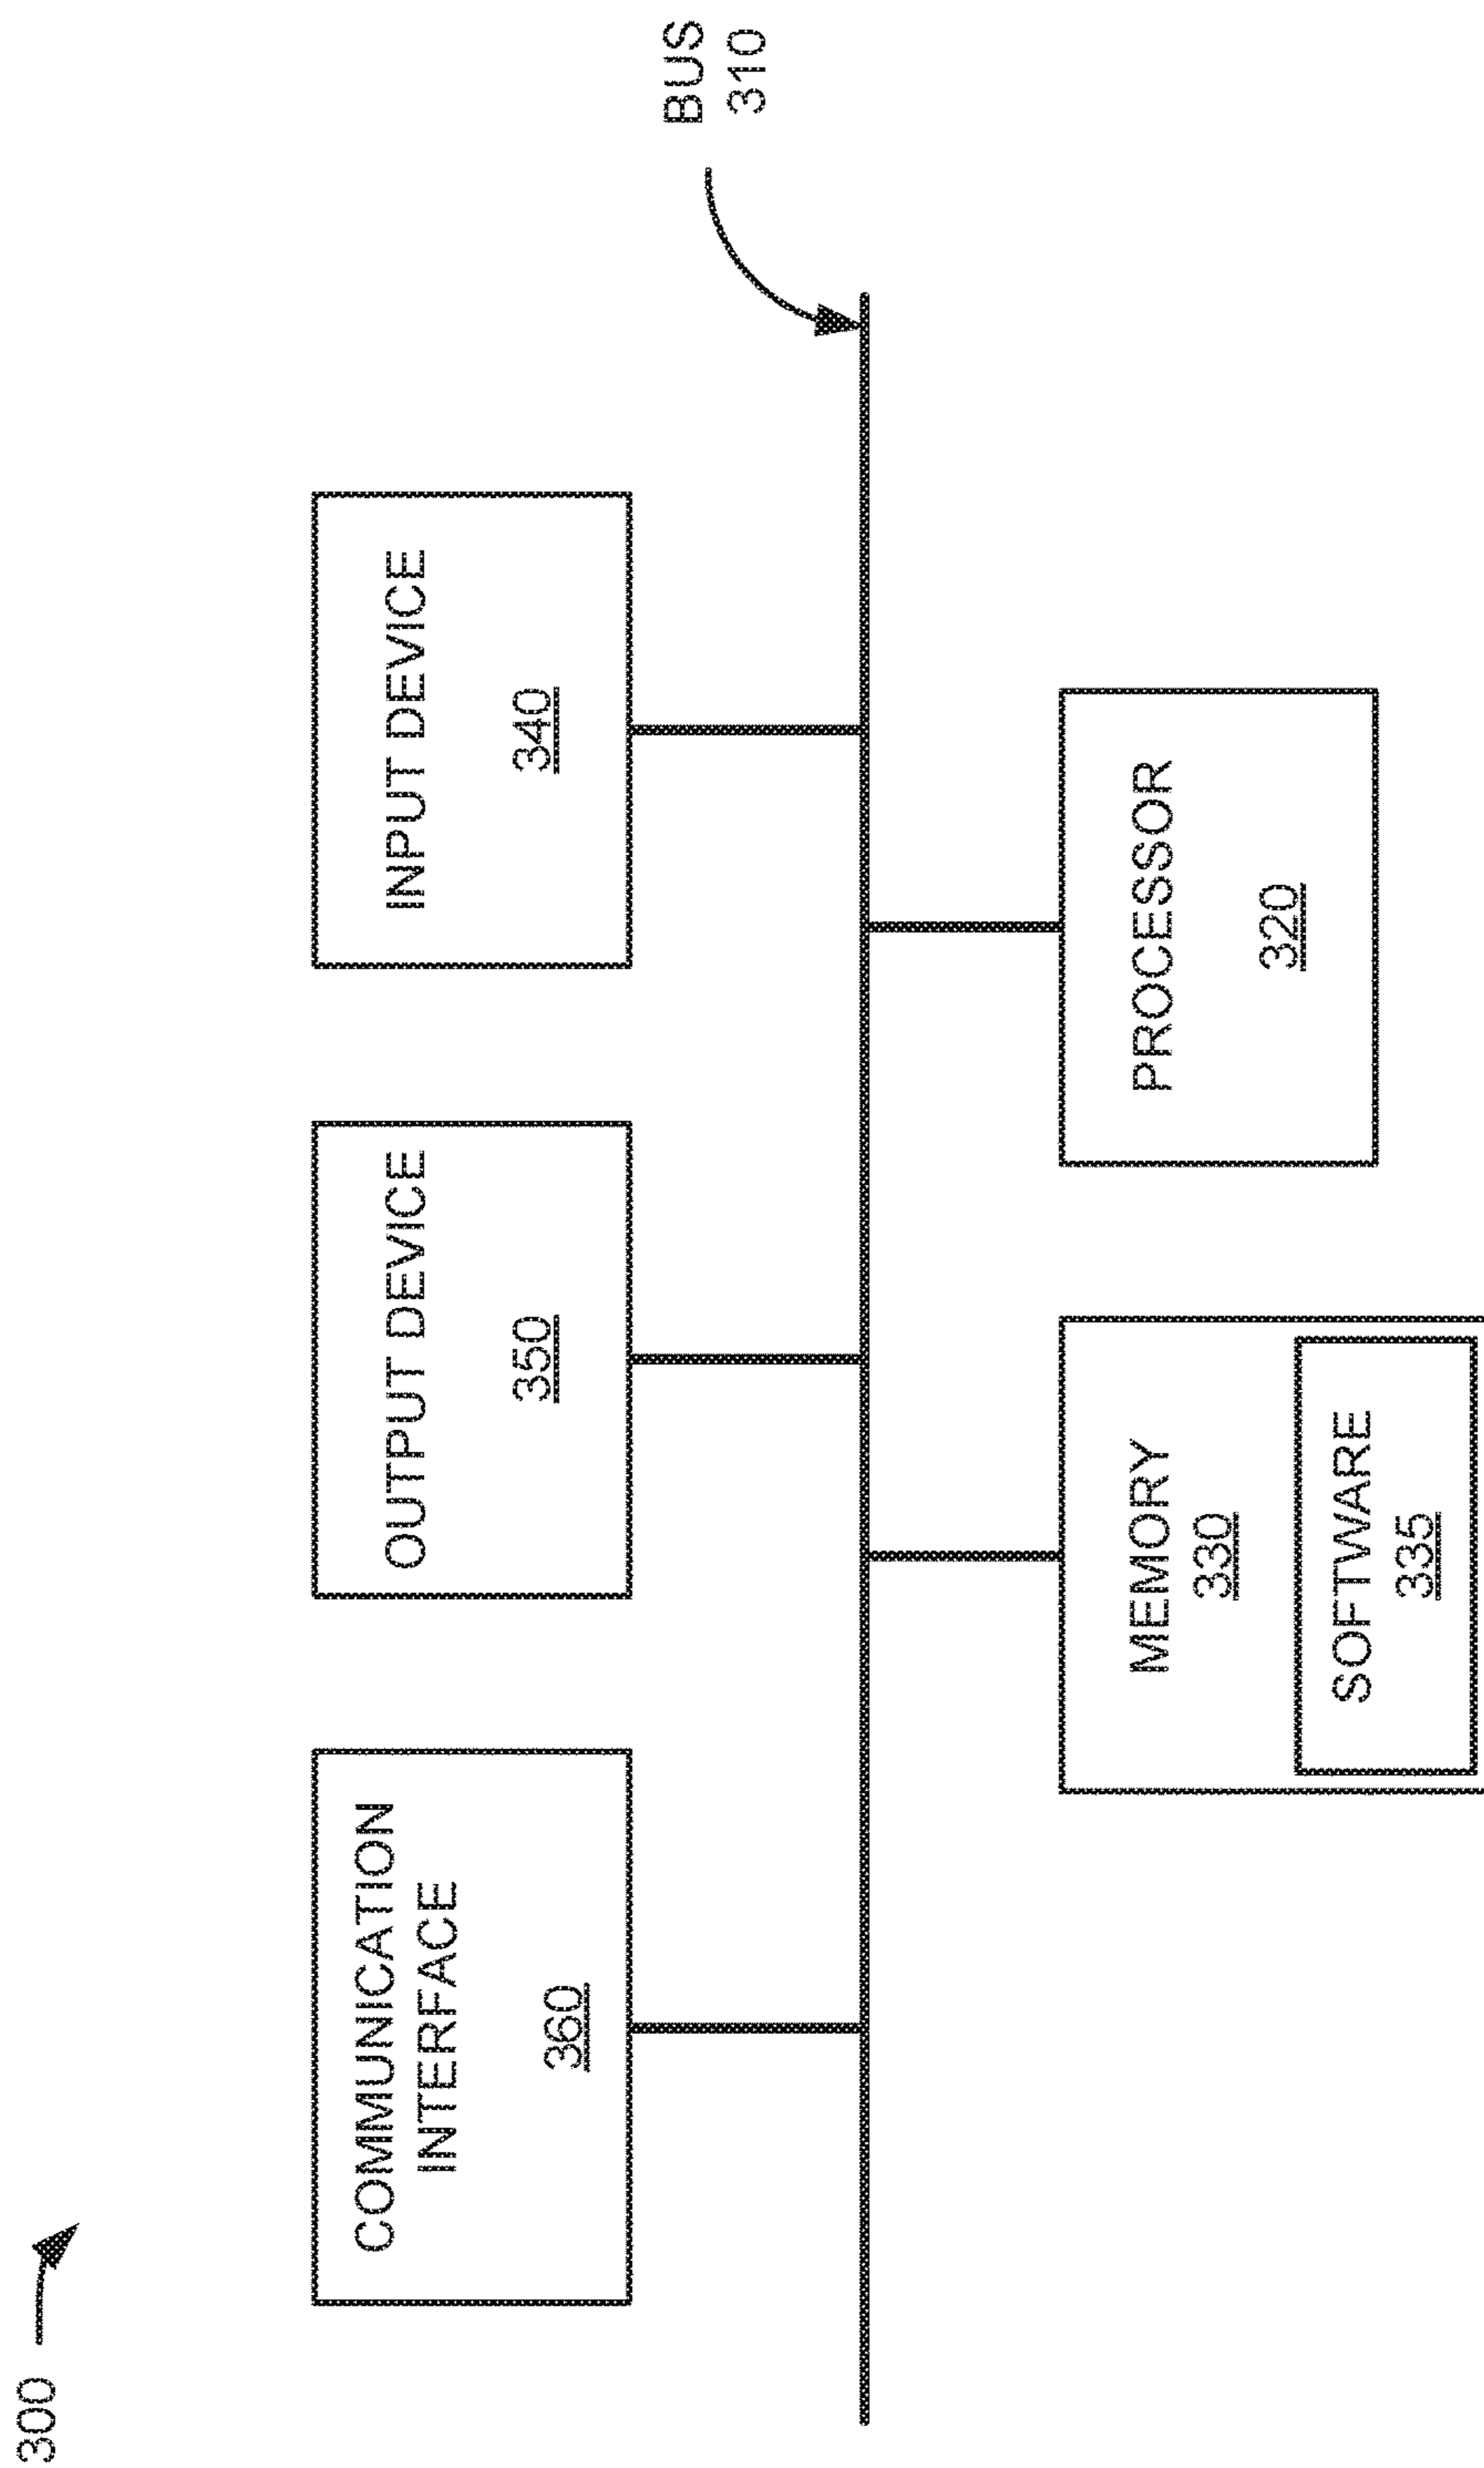 300
COMMUNICATION
INTERFACE
360
OUTPUT DEVICE
350
INPUT DEVICE
340
BUS
310
MEMORY
330
SOFTWARE
335
PROCESSOR
320